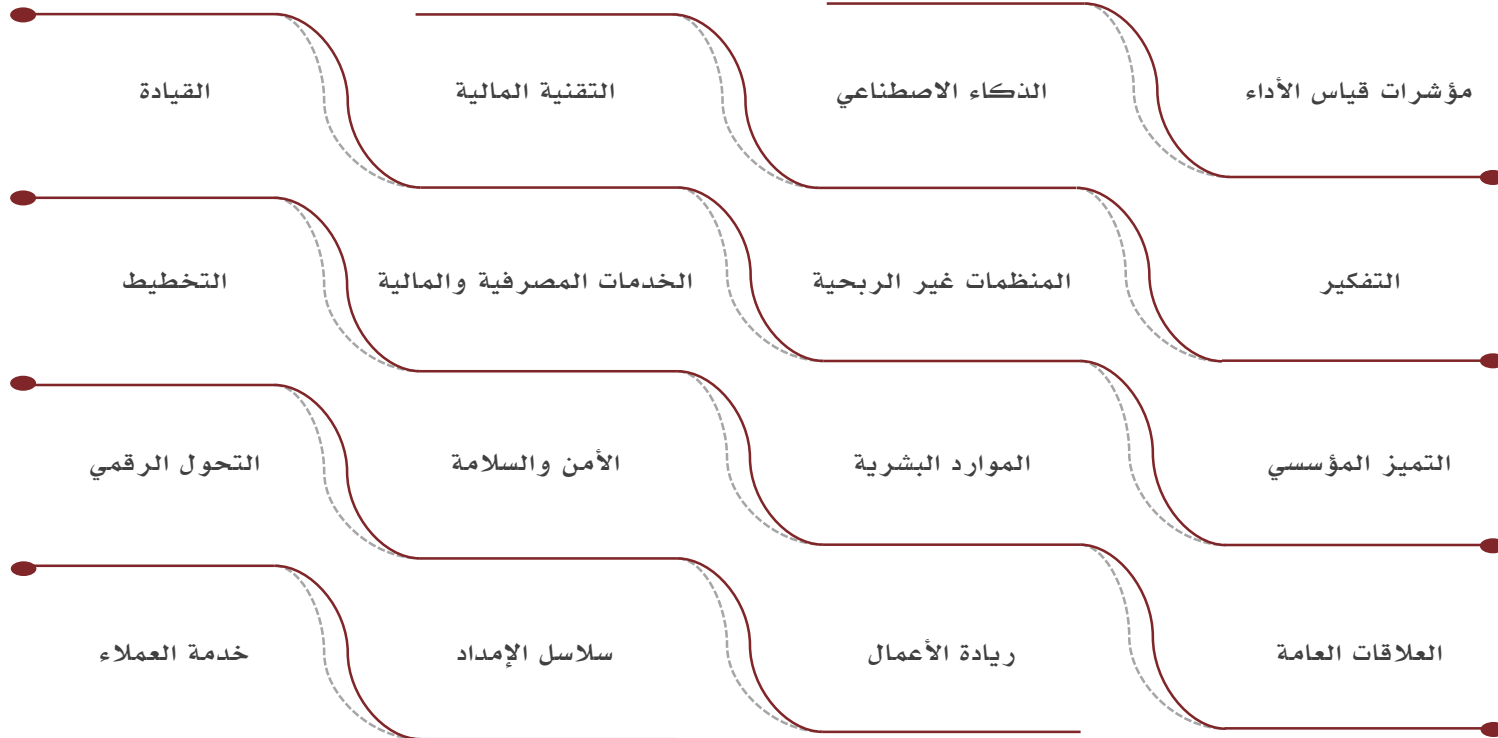 مؤشرات قياس الأداء
الذكاء الاصطناعي
التقنية المالية
القيادة
التفكير
المنظمات غير الربحية
الخدمات المصرفية والمالية
التخطيط
التميز المؤسسي
الموارد البشرية
الأمن والسلامة
التحول الرقمي
العلاقات العامة
ريادة الأعمال
سلاسل الإمداد
خدمة العملاء